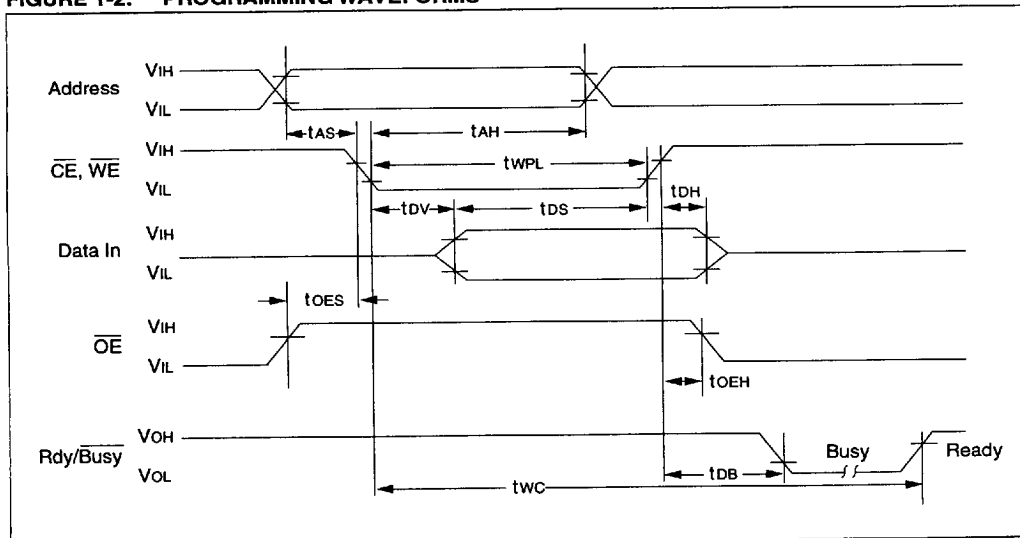 FIGURE 1-2. PROGRAMMING WAVEFORMS
Address VIH
VIL
tAS tAH
CE, WE VIH
VIL
tWPL
tDV tDS tDH
Data In VIH
VIL
tOES
OE VIH
VIL
tOEH
Rdy/Busy VOH
VOL
Busy Ready
tDB
tWC